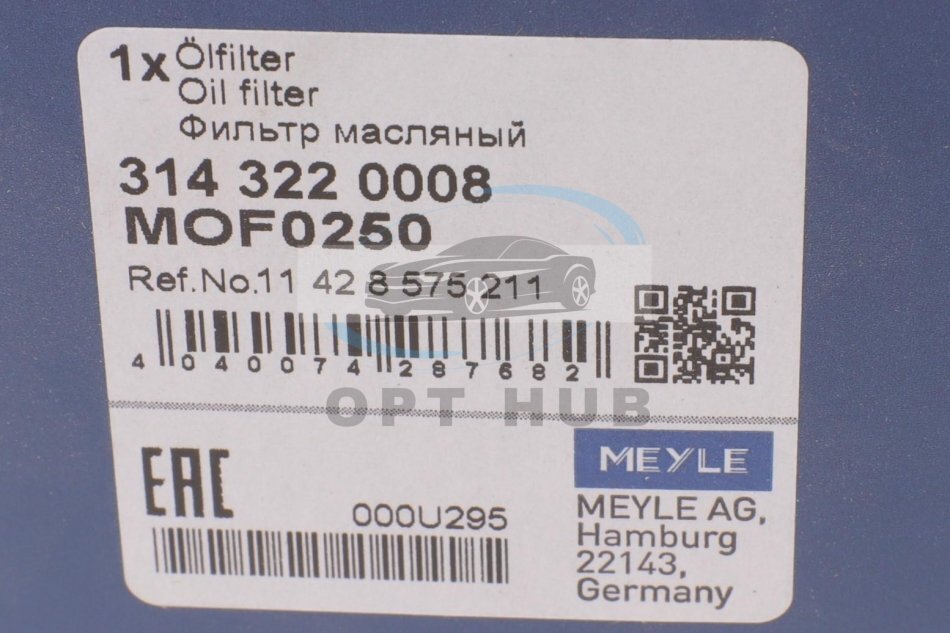 1x Ölfilter
Oil filter
Фильтр масляный
314 322 0008
MOF0250
Ref.No.11 42 8 575 211
4 040074 287682
OPT HUB
EAC
000U295
MEYLE
MEYLE AG,
Hamburg
22143,
Germany